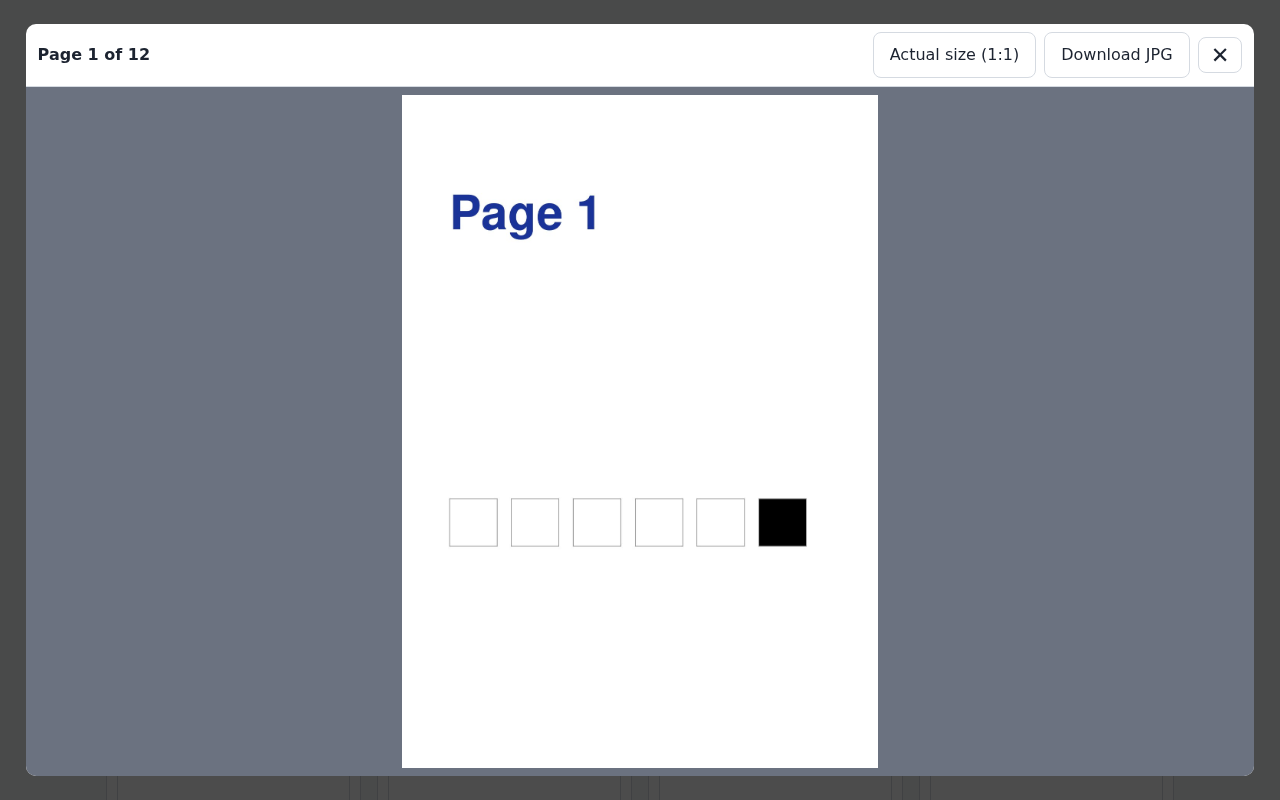 Page 1 of 12
Actual size (1:1)
Download JPG
✕
Page 1